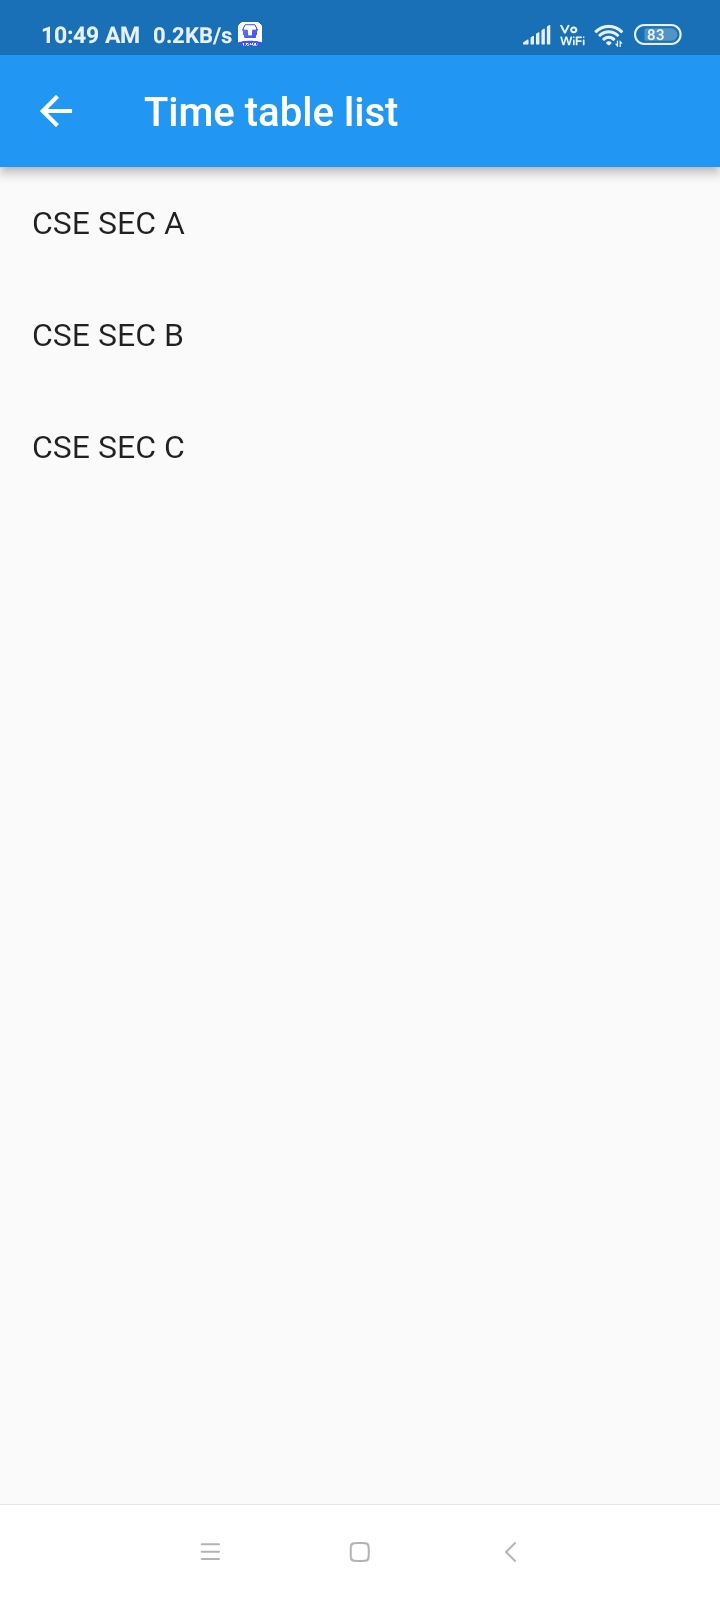 10:49 AM 0.2KB/s Vo WiFi 83
Time table list
CSE SEC A
CSE SEC B
CSE SEC C